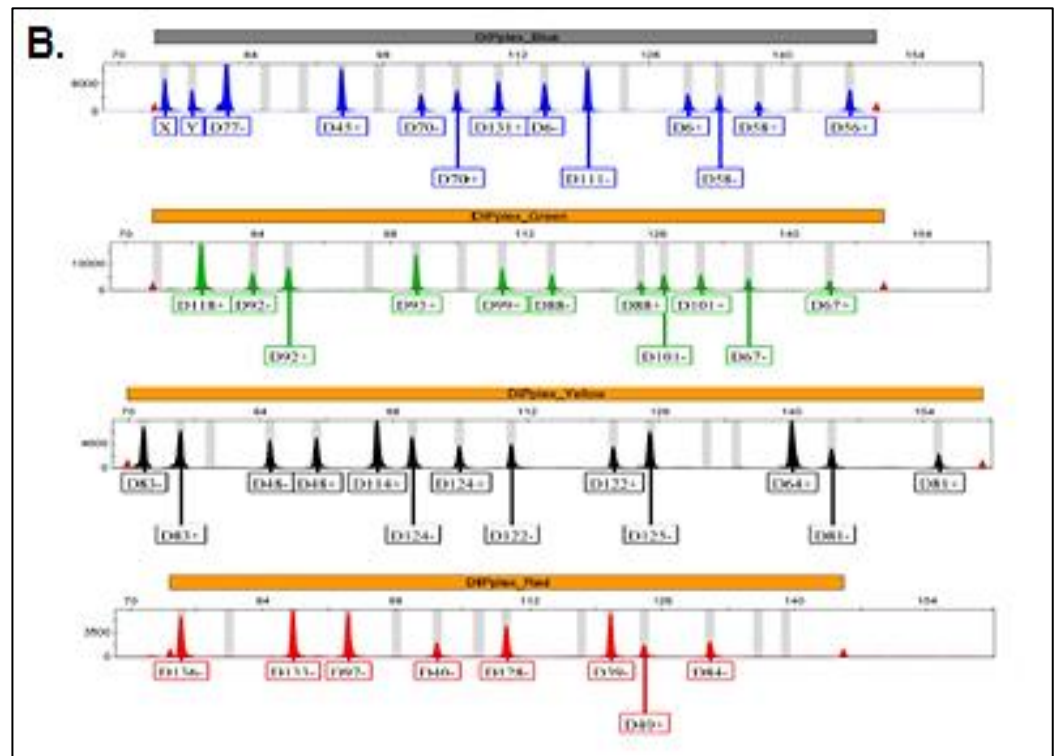 B.
DIPplex_Blue
70 84 98 112 126 140 154
6000
0
X Y D77- D45+ D70- D131+ D6- D6+ D58+ D56+
D70+ D111- D58-
DIPplex_Green
70 84 98 112 126 140 154
10000
0
D118+ D92- D93+ D99- D88- D88+ D101+ D67+
D92+ D101- D67-
DIPplex_Yellow
70 84 98 112 126 140 154
0
D83- D48- D48+ D114+ D124+ D122+ D64+ D81+
D83+ D124- D122- D125- D81-
DIPplex_Red
70 84 98 112 126 140 154
3500
0
D136- D133- D97- D40- D128- D39- D84-
D40+